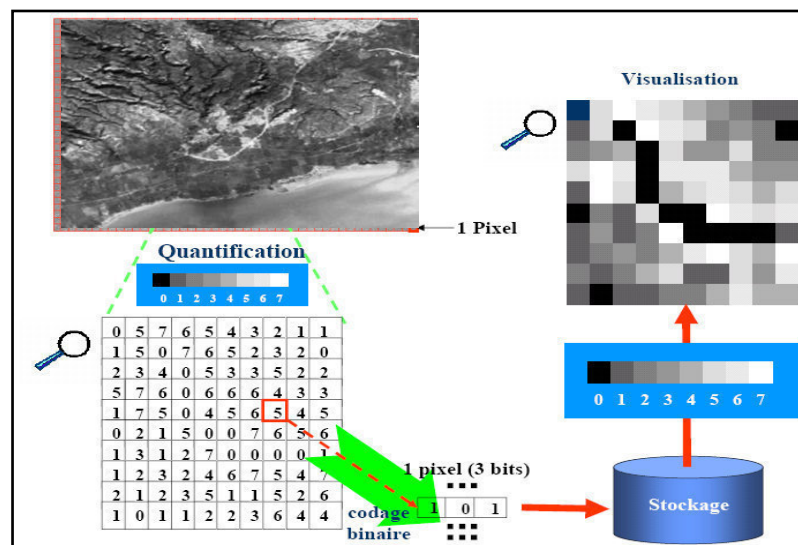 Visualisation
1 Pixel
Quantification
0 1 2 3 4 5 6 7
0 5 7 6 5 4 3 2 1 1
1 5 0 7 6 5 2 3 2 0
2 3 4 0 5 3 3 5 2 2
5 7 6 0 6 6 6 4 3 3
1 7 5 0 4 5 6 5 4 5
0 2 1 5 0 0 7 6 5 6
1 3 1 2 7 0 0 0 0 1
1 2 3 2 4 6 7 5 4 7
2 1 2 3 5 1 1 5 2 6
1 0 1 1 2 2 3 6 4 4
0 1 2 3 4 5 6 7
1 pixel (3 bits)
1 0 1
codage
binaire
Stockage